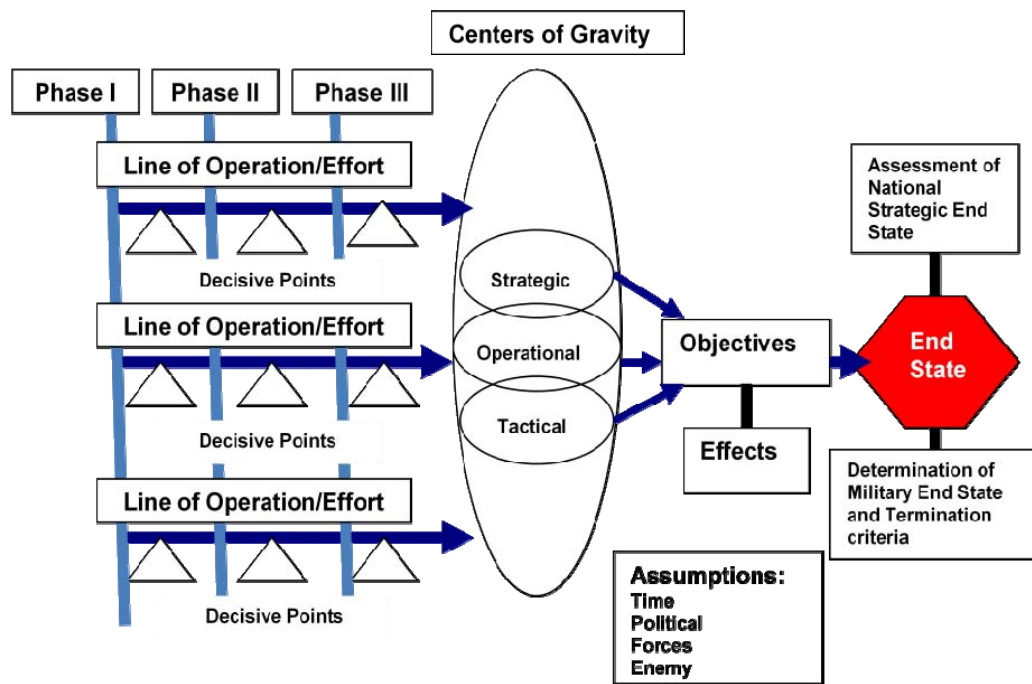 Centers of Gravity
Phase I
Phase II
Phase III
Line of Operation/Effort
Decisive Points
Line of Operation/Effort
Decisive Points
Line of Operation/Effort
Decisive Points
Strategic
Operational
Tactical
Objectives
Effects
Assessment of
National
Strategic End
State
End
State
Determination of
Military End State
and Termination
criteria
Assumptions:
Time
Political
Forces
Enemy